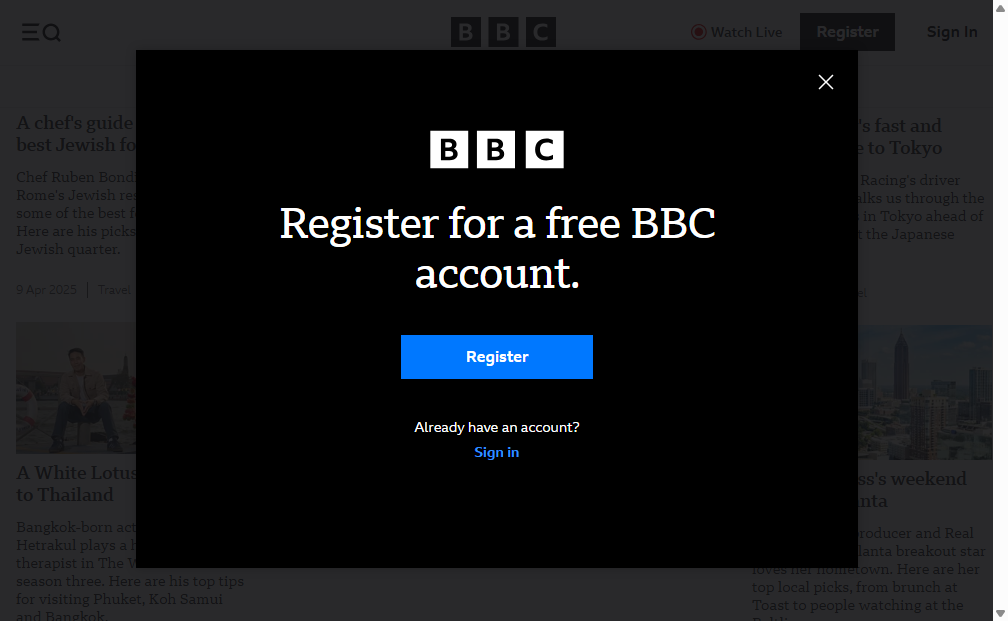 BBC
Watch Live
Register
Sign In
A chef's guide
best Jewish fo
Chef Ruben Bondi
Rome's Jewish res
some of the best f
Here are his picks
Jewish quarter.
9 Apr 2025 | Travel
A White Lotus
to Thailand
Bangkok-born act
Hetrakul plays a h
therapist in The W
season three. Here are his top tips
for visiting Phuket, Koh Samui
and Bangkok.
BBC
Register for a free BBC
account.
Register
Already have an account?
Sign in
's fast and
e to Tokyo
Racing's driver
alks us through the
in Tokyo ahead of
t the Japanese
el
ss's weekend
nta
roducer and Real
lanta breakout star
loves her hometown. Here are her
top local picks, from brunch at
Toast to people watching at the